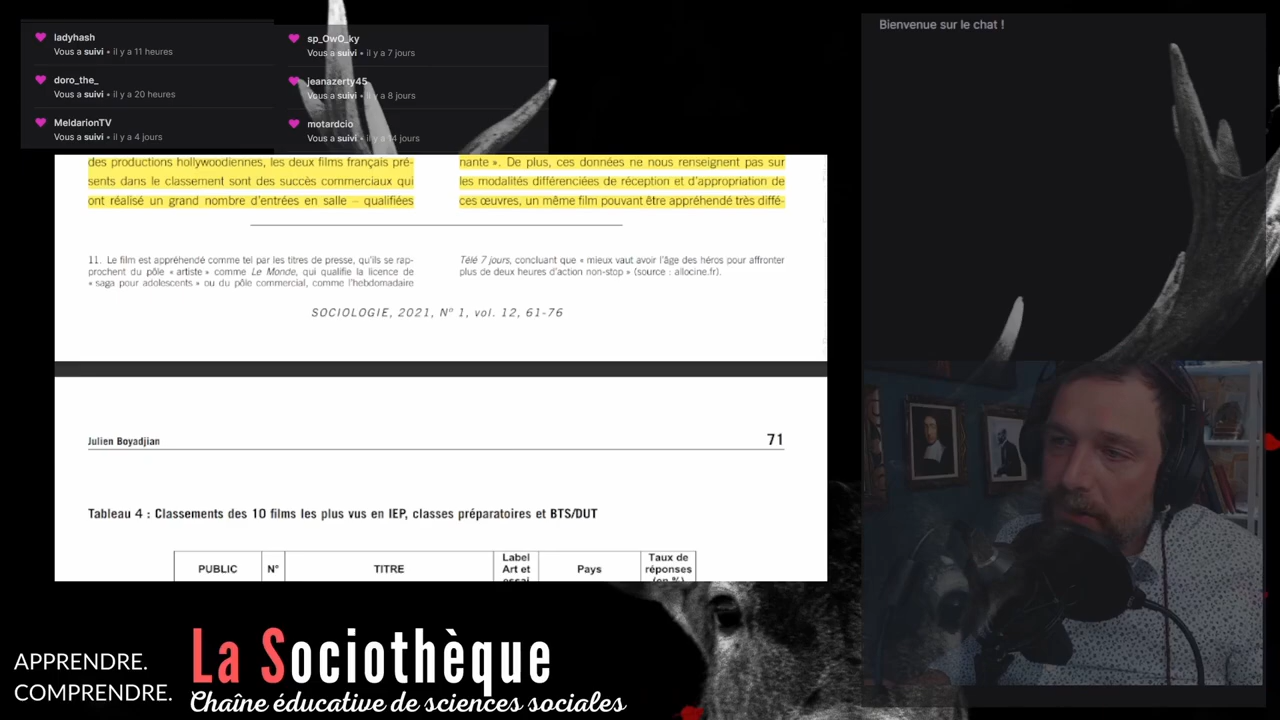 ladyhash
Vous a suivi • il y a 11 heures
doro_the_
Vous a suivi • il y a 20 heures
MeldarionTV
Vous a suivi • il y a 4 jours
sp_OwO_ky
Vous a suivi • il y a 7 jours
jeanazerty45
Vous a suivi • il y a 8 jours
motardcio
Vous a suivi • il y a 14 jours
Bienvenue sur le chat !
des productions hollywoodiennes, les deux films français pré-
sents dans le classement sont des succès commerciaux qui
ont réalisé un grand nombre d'entrées en salle – qualifiées
nante ». De plus, ces données ne nous renseignent pas sur
les modalités différenciées de réception et d'appropriation de
ces œuvres, un même film pouvant être appréhendé très diffé-
11. Le film est appréhendé comme tel par les titres de presse, qu'ils se rap-
prochent du pôle « artiste » comme Le Monde, qui qualifie la licence de
« saga pour adolescents » ou du pôle commercial, comme l'hebdomadaire
Télé 7 jours, concluant que « mieux vaut avoir l'âge des héros pour affronter
plus de deux heures d'action non-stop » (source : allocine.fr).
SOCIOLOGIE, 2021, N° 1, vol. 12, 61-76
Julien Boyadjian
71
Tableau 4 : Classements des 10 films les plus vus en IEP, classes préparatoires et BTS/DUT
PUBLIC
N°
TITRE
Label
Art et
essai
Pays
Taux de
réponses
(en %)
APPRENDRE.
COMPRENDRE.
La Sociothèque
Chaîne éducative de sciences sociales